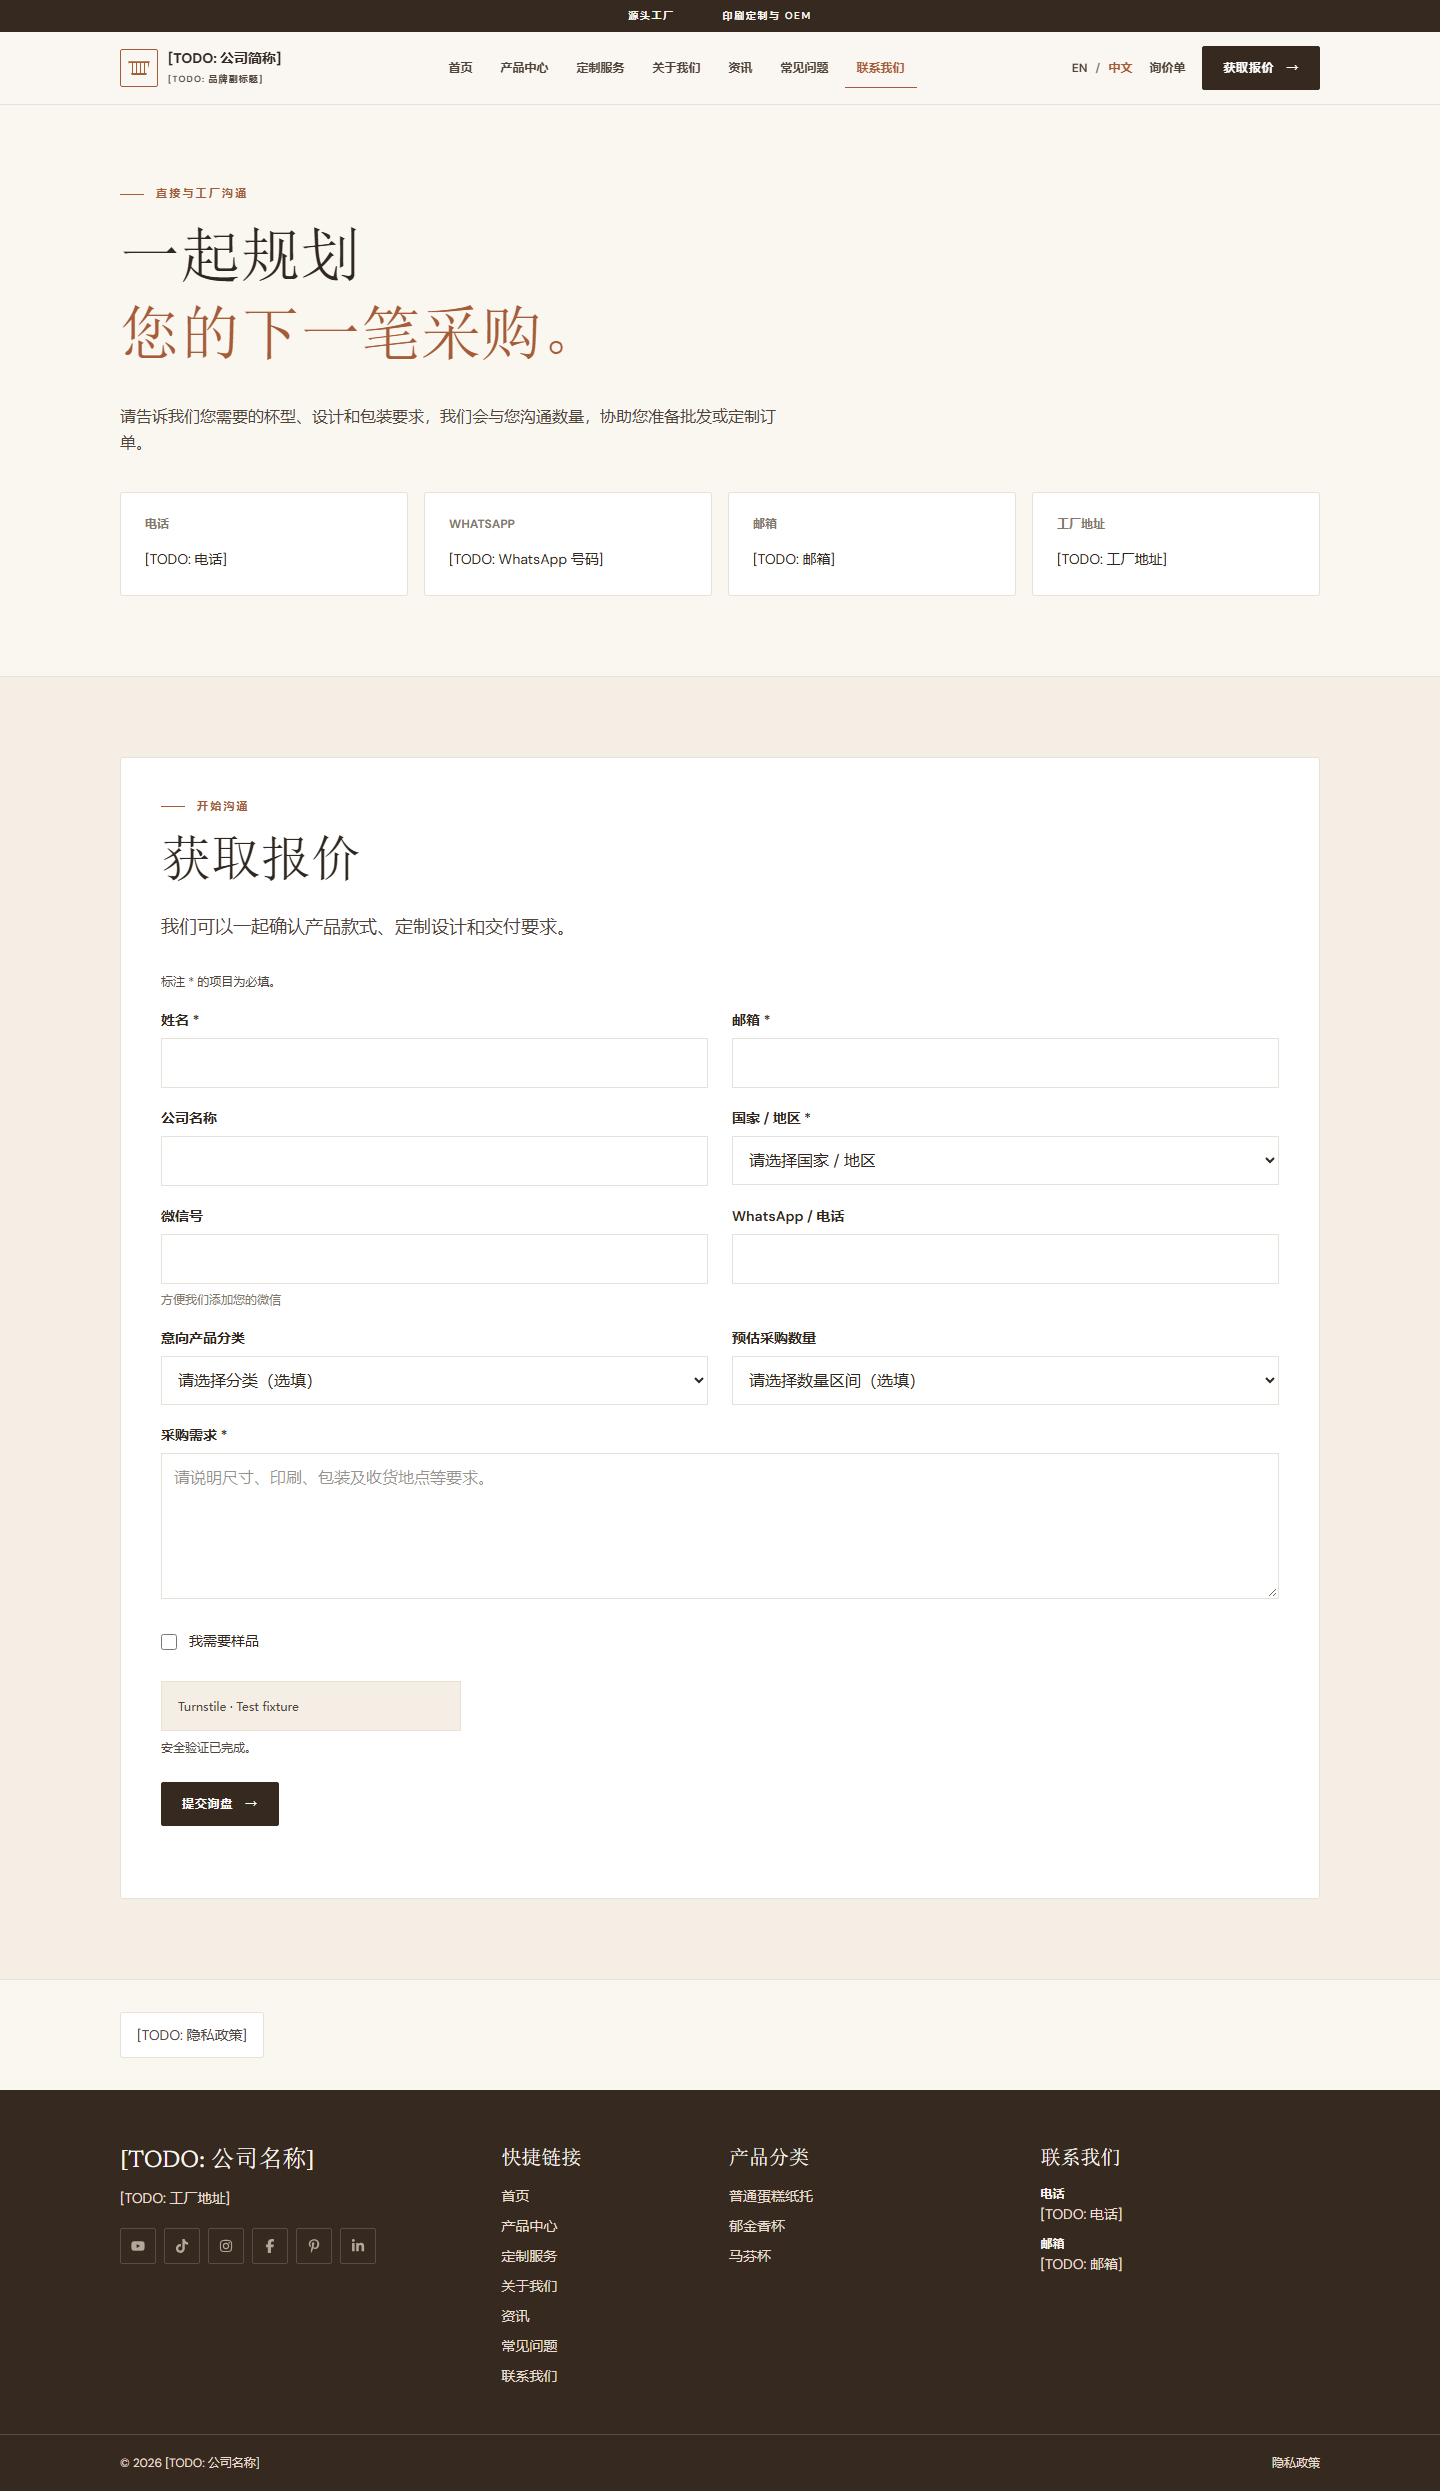 源头工厂 印刷定制与 OEM
[TODO: 公司简称]
[TODO: 品牌副标题]
首页 产品中心 定制服务 关于我们 资讯 常见问题 联系我们
EN / 中文 询价单 获取报价 →
直接与工厂沟通
一起规划
您的下一笔采购。
请告诉我们您需要的杯型、设计和包装要求，我们会与您沟通数量，协助您准备批发或定制订
单。
电话
[TODO: 电话]
WHATSAPP
[TODO: WhatsApp 号码]
邮箱
[TODO: 邮箱]
工厂地址
[TODO: 工厂地址]
开始沟通
获取报价
我们可以一起确认产品款式、定制设计和交付要求。
标注 * 的项目为必填。
姓名 *
邮箱 *
公司名称
国家 / 地区 *
请选择国家 / 地区
微信号
WhatsApp / 电话
方便我们添加您的微信
意向产品分类
预估采购数量
请选择分类（选填）
请选择数量区间（选填）
采购需求 *
请说明尺寸、印刷、包装及收货地点等要求。
我需要样品
Turnstile · Test fixture
安全验证已完成。
提交询盘 →
[TODO: 隐私政策]
[TODO: 公司名称]
[TODO: 工厂地址]
快捷链接
首页
产品中心
定制服务
关于我们
资讯
常见问题
联系我们
产品分类
普通蛋糕纸托
郁金香杯
马芬杯
联系我们
电话
[TODO: 电话]
邮箱
[TODO: 邮箱]
© 2026 [TODO: 公司名称]
隐私政策